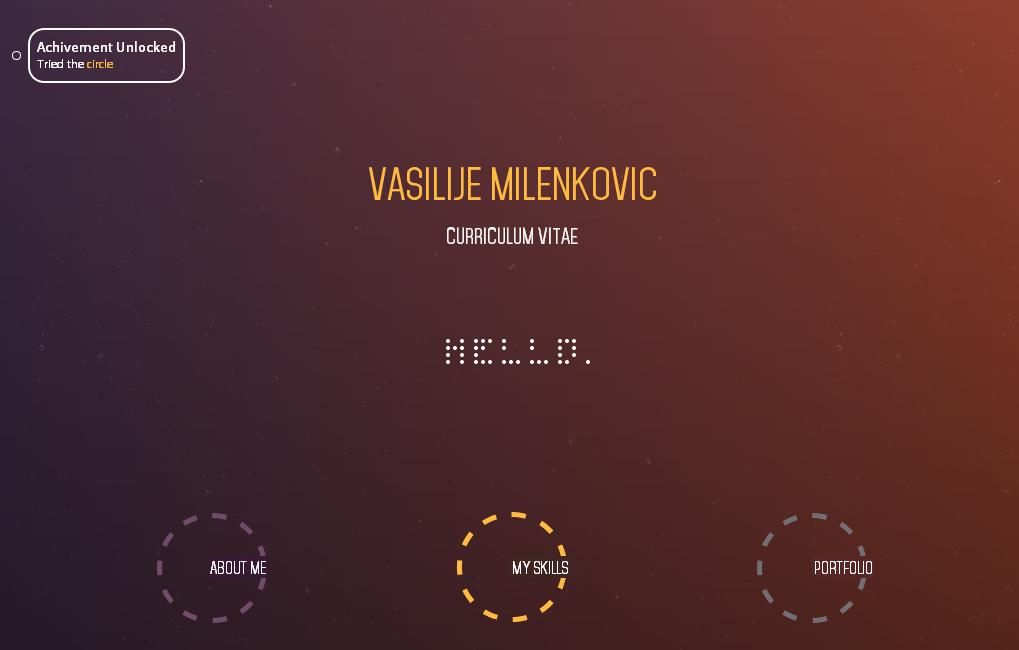 Achivement Unlocked
Tried the circle
VASILIJE MILENKOVIC
CURRICULUM VITAE
HELLO.
ABOUT ME
MY SKILLS
PORTFOLIO